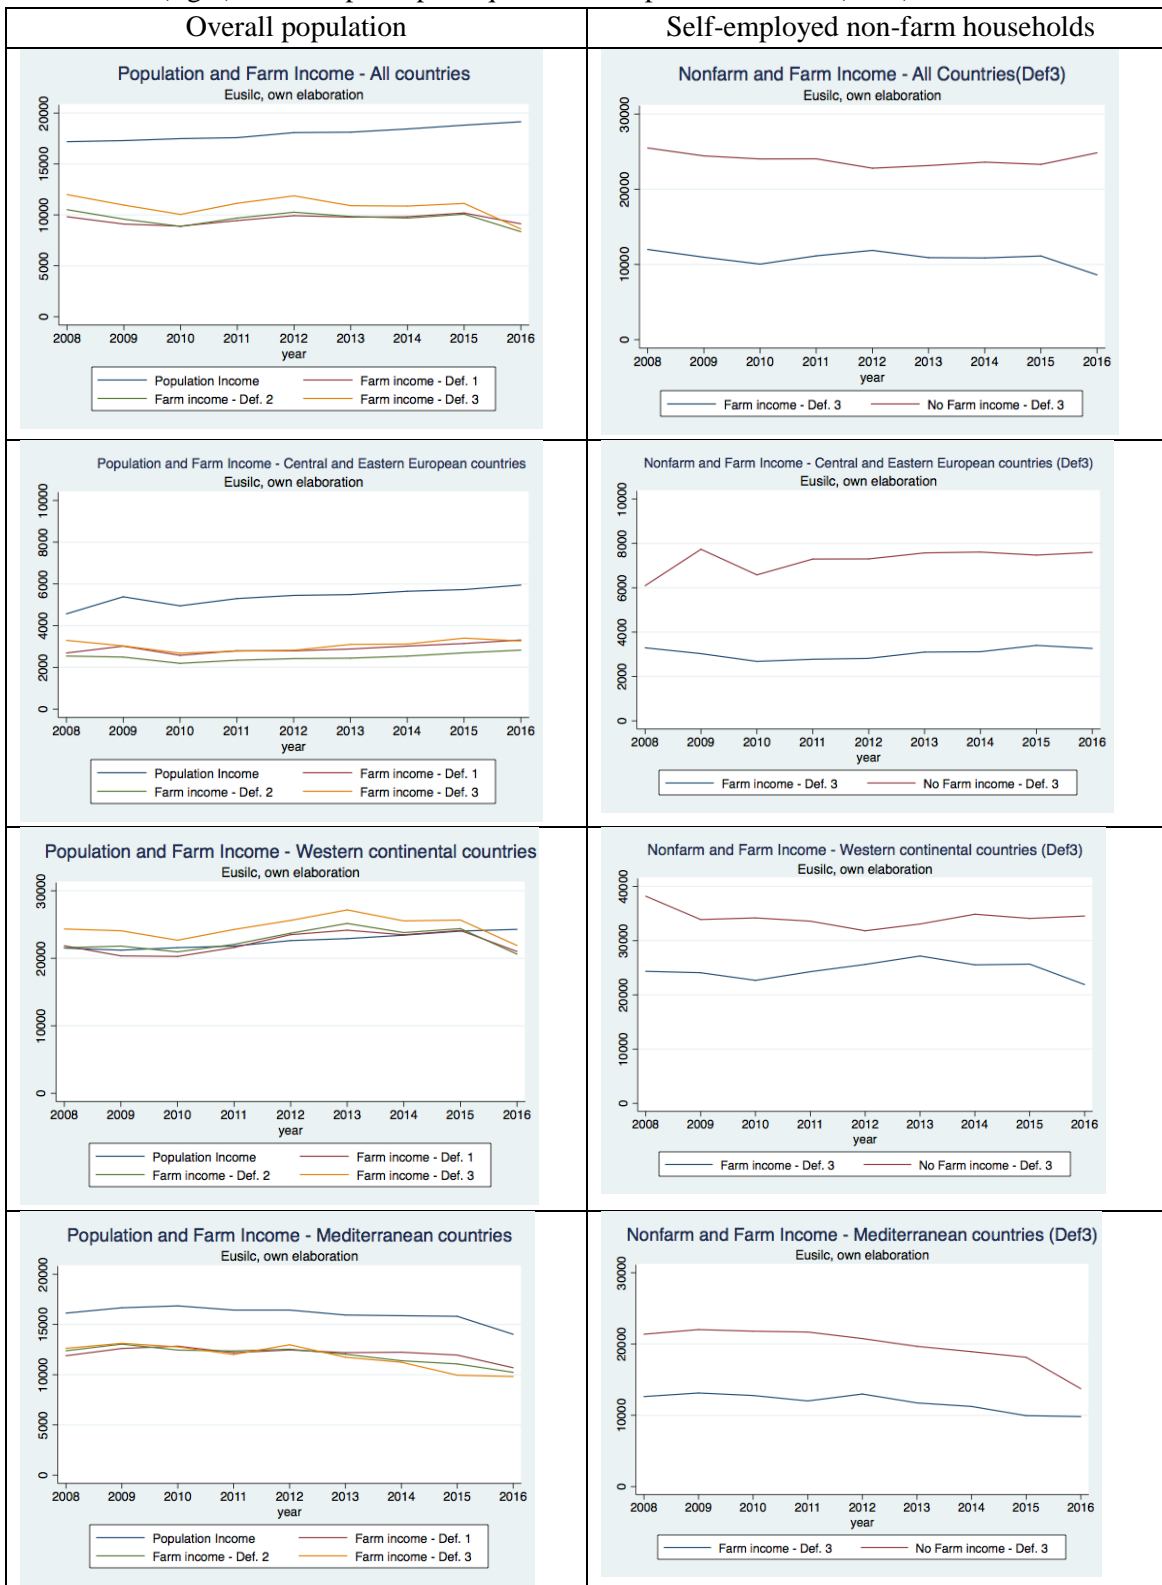 Overall population
Self-employed non-farm households
Population and Farm Income - All countries
Eusilc, own elaboration
20000
15000
10000
5000
0
2008 2009 2010 2011 2012 2013 2014 2015 2016
year
Population Income Farm income - Def. 1
Farm income - Def. 2 Farm income - Def. 3
Nonfarm and Farm Income - All Countries(Def3)
Eusilc, own elaboration
30000
20000
10000
0
2008 2009 2010 2011 2012 2013 2014 2015 2016
year
Farm income - Def. 3 No Farm income - Def. 3
Population and Farm Income - Central and Eastern European countries
Eusilc, own elaboration
10000
8000
6000
4000
2000
0
2008 2009 2010 2011 2012 2013 2014 2015 2016
year
Population Income Farm income - Def. 1
Farm income - Def. 2 Farm income - Def. 3
Nonfarm and Farm Income - Central and Eastern European countries (Def3)
Eusilc, own elaboration
10000
8000
6000
4000
2000
0
2008 2009 2010 2011 2012 2013 2014 2015 2016
year
Farm income - Def. 3 No Farm income - Def. 3
Population and Farm Income - Western continental countries
Eusilc, own elaboration
30000
20000
10000
0
2008 2009 2010 2011 2012 2013 2014 2015 2016
year
Population Income Farm income - Def. 1
Farm income - Def. 2 Farm income - Def. 3
Nonfarm and Farm Income - Western continental countries (Def3)
Eusilc, own elaboration
40000
30000
20000
10000
0
2008 2009 2010 2011 2012 2013 2014 2015 2016
year
Farm income - Def. 3 No Farm income - Def. 3
Population and Farm Income - Mediterranean countries
Eusilc, own elaboration
20000
15000
10000
5000
0
2008 2009 2010 2011 2012 2013 2014 2015 2016
year
Population Income Farm income - Def. 1
Farm income - Def. 2 Farm income - Def. 3
Nonfarm and Farm Income - Mediterranean countries (Def3)
Eusilc, own elaboration
30000
20000
10000
0
2008 2009 2010 2011 2012 2013 2014 2015 2016
year
Farm income - Def. 3 No Farm income - Def. 3